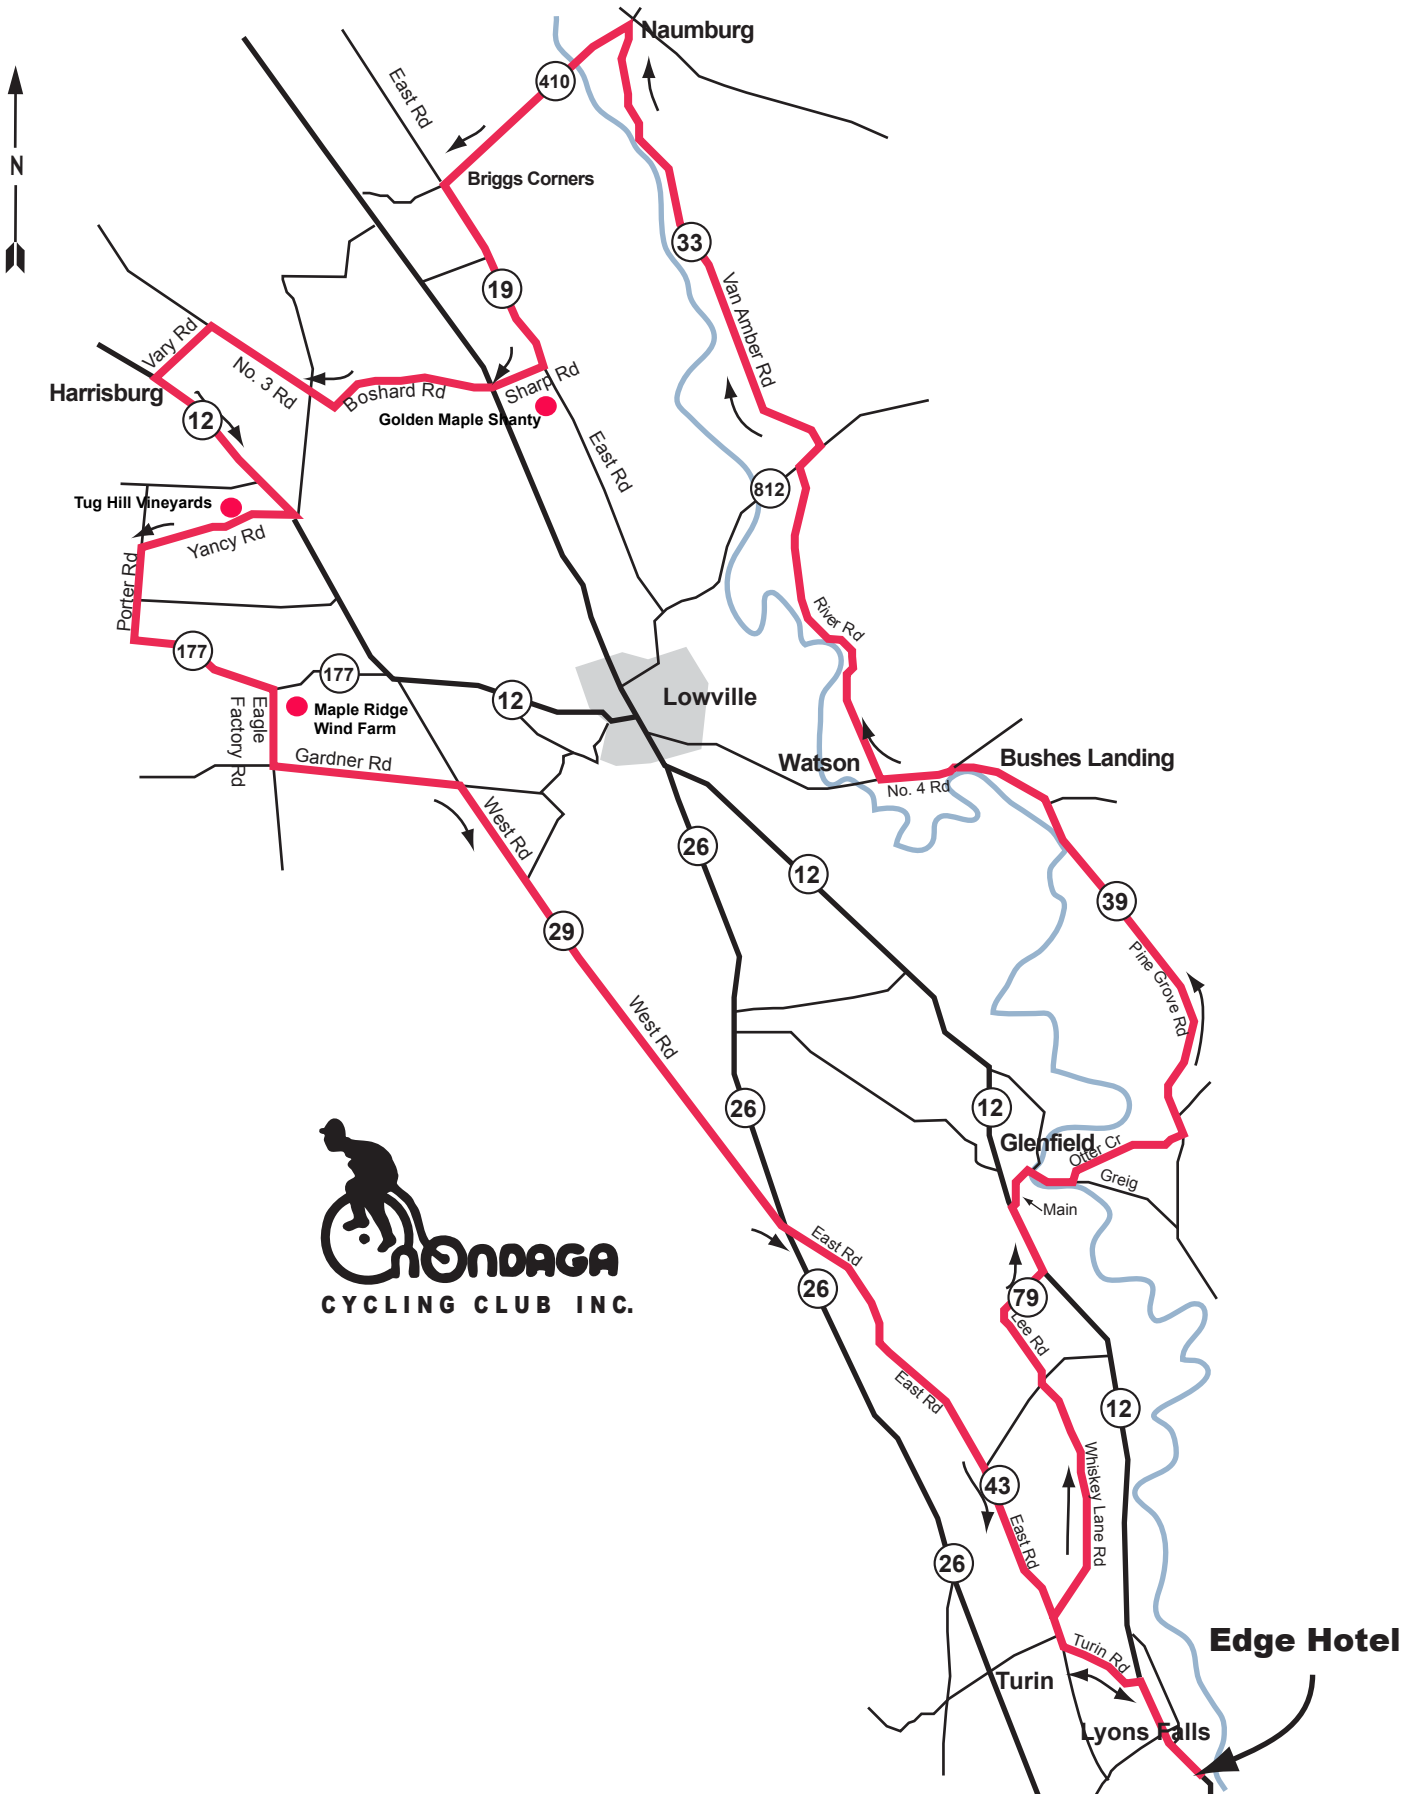 Naumburg
410
East Rd
N
Briggs Corners
33
19
Van Amber Rd
Vary Rd
No. 3 Rd
Sharp Rd
Boshard Rd
Harrisburg
12
Golden Maple Shanty
East Rd
812
Tug Hill Vineyards
Yancy Rd
Porter Rd
River Rd
177
177
Lowville
12
Eagle
Factory Rd
Maple Ridge
Wind Farm
Gardner Rd
Watson
Bushes Landing
No. 4 Rd
West Rd
26
12
39
29
Pine Grove Rd
West Rd
26
12
Glenfield
Otter Cr
Greig
Main
OnONDAGA
CYCLING CLUB INC.
East Rd
26
79
Lee Rd
East Rd
12
43
Whiskey Lane Rd
East Rd
26
Edge Hotel
Turin Rd
Turin
Lyons Falls